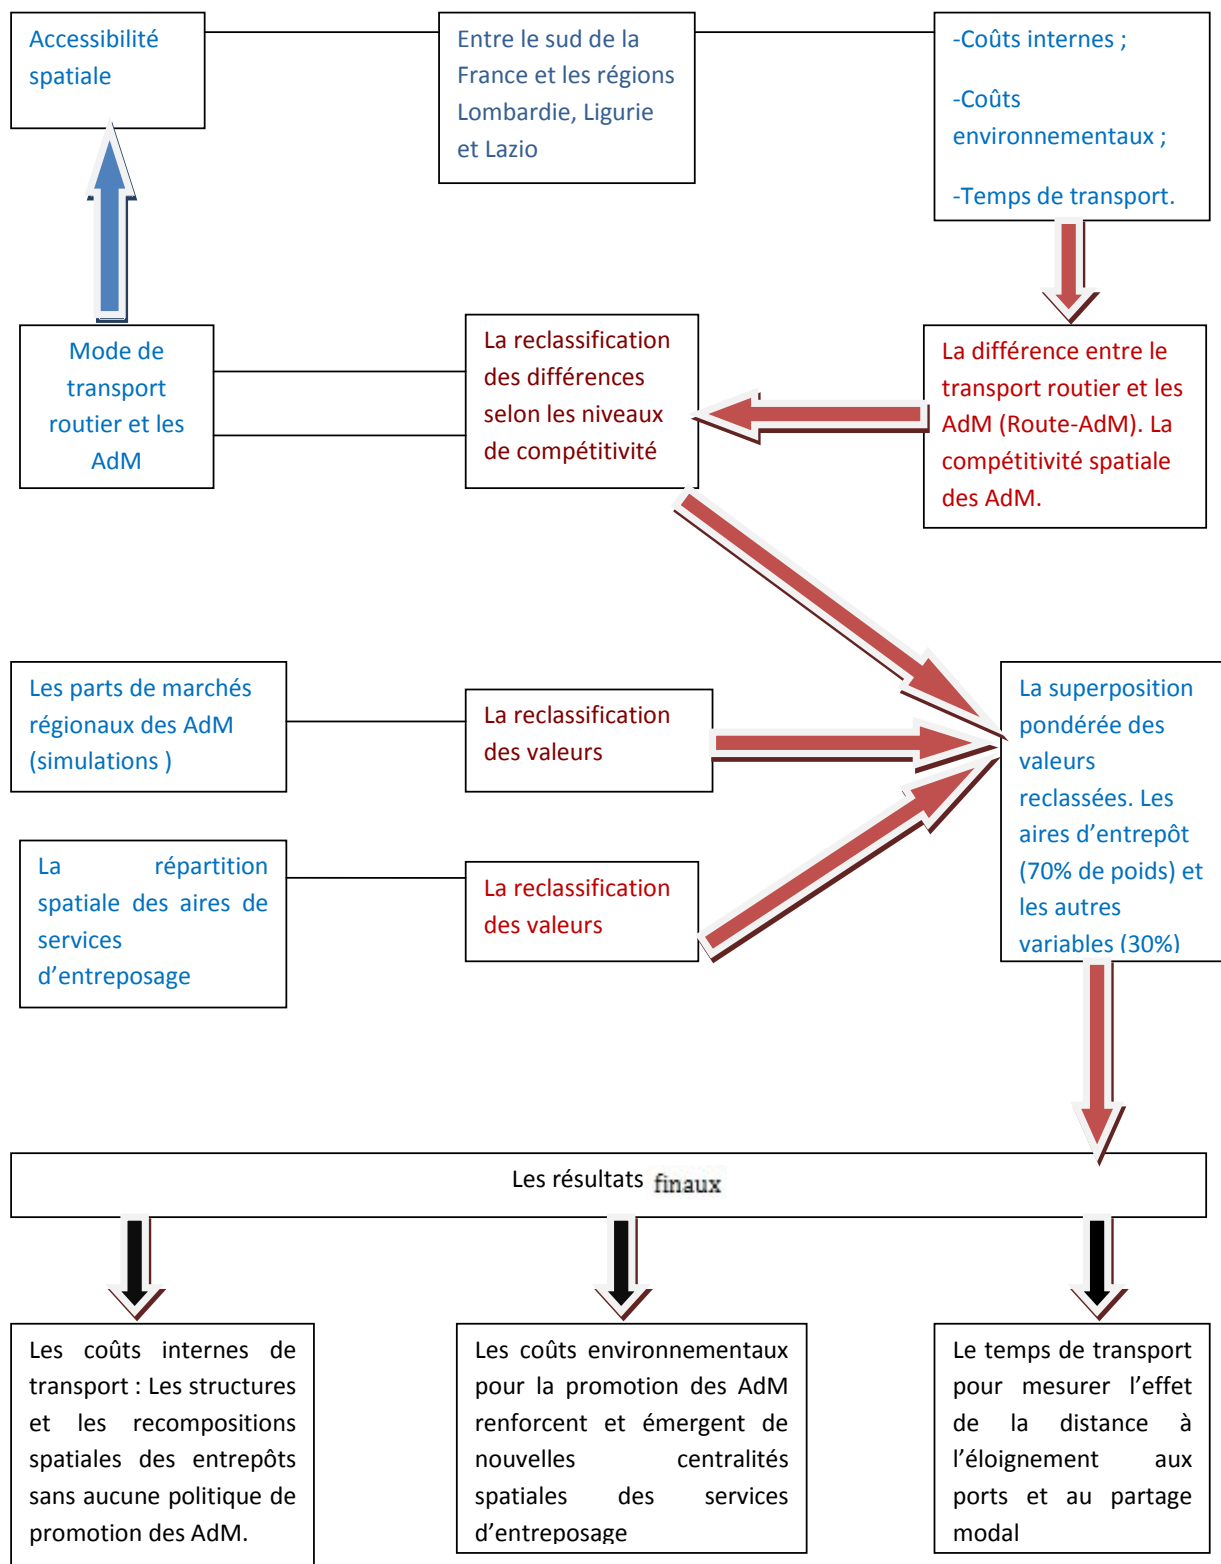 Accessibilité
spatiale
Entre le sud de la
France et les régions
Lombardie, Ligurie
et Lazio
-Coûts internes ;
-Coûts
environnementaux ;
-Temps de transport.
Mode de
transport
routier et les
AdM
La reclassification
des différences
selon les niveaux
de compétitivité
La différence entre le
transport routier et les
AdM (Route-AdM). La
compétitivité spatiale
des AdM.
Les parts de marchés
régionaux des AdM
(simulations )
La reclassification
des valeurs
La superposition
pondérée des
valeurs
reclassées. Les
aires d’entrepôt
(70% de poids) et
les autres
variables (30%)
La répartition
spatiale des aires de
services
d’entreposage
La reclassification
des valeurs
Les résultats finaux
Les coûts internes de
transport : Les structures
et les recompositions
spatiales des entrepôts
sans aucune politique de
promotion des AdM.
Les coûts environnementaux
pour la promotion des AdM
renforcent et émergent de
nouvelles centralités
spatiales des services
d’entreposage
Le temps de transport
pour mesurer l’effet
de la distance à
l’éloignement aux
ports et au partage
modal